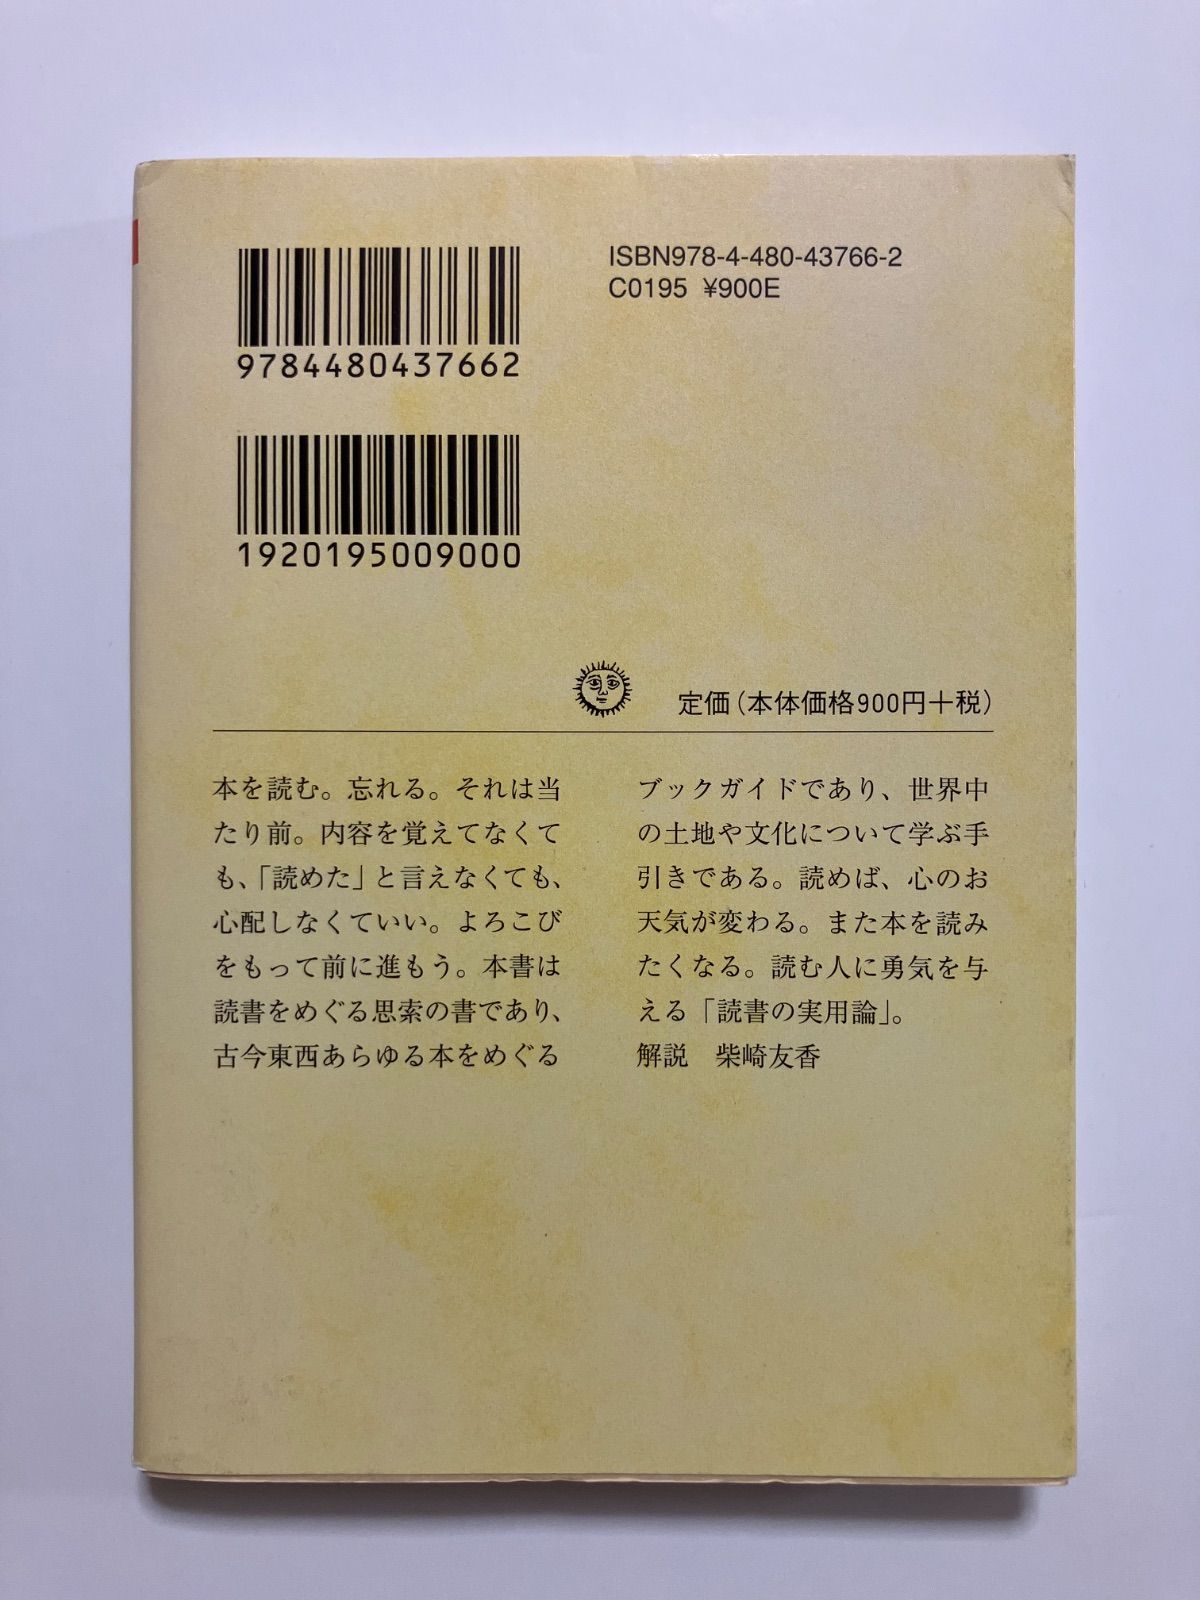 ISBN978-4-480-43766-2
C0195 ¥900E
9784480437662
1920195009000
定価(本体価格900円+税)
本を読む。忘れる。それは当
たり前。内容を覚えてなくて
も、「読めた」と言えなくても、
心配しなくていい。よろこび
をもって前に進もう。本書は
読書をめぐる思索の書であり、
古今東西あらゆる本をめぐる
ブックガイドであり、世界中
の土地や文化について学ぶ手
引きである。読めば、心のお
天気が変わる。また本を読み
たくなる。読む人に勇気を与
える「読書の実用論」。
解説　柴崎友香